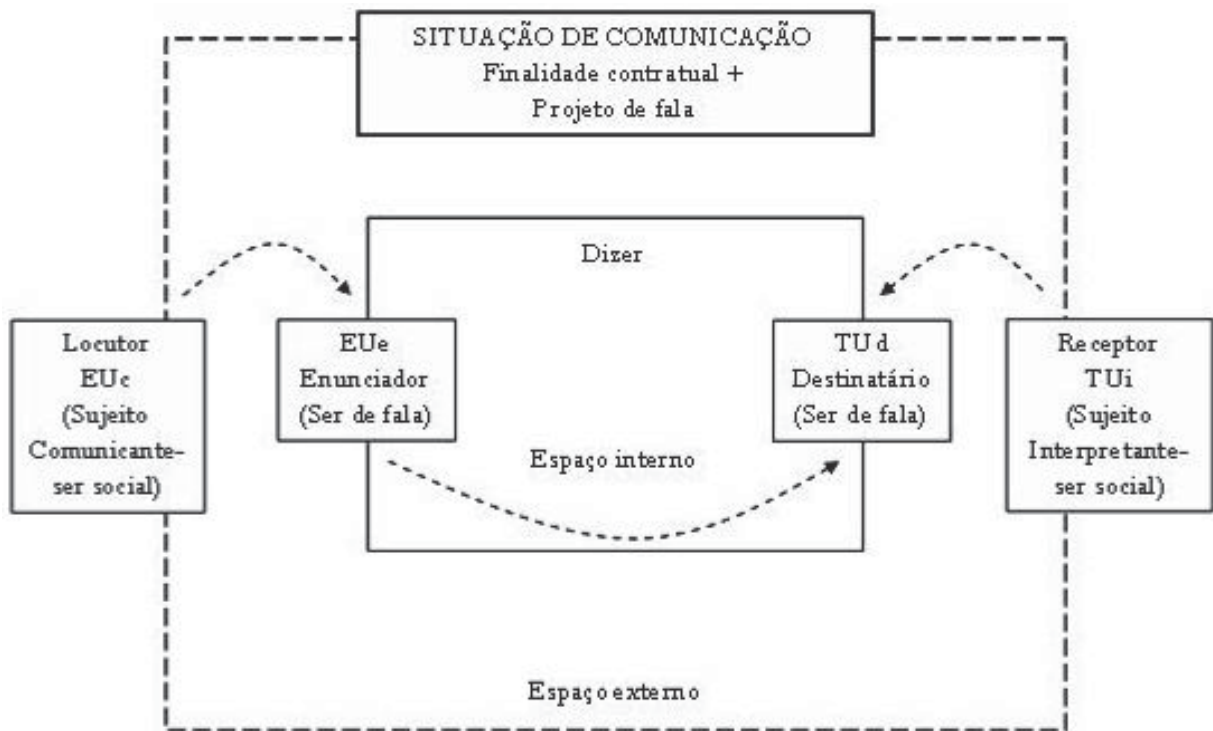 SITUAÇÃO DE COMUNICAÇÃO
Finalidade contratual +
Projeto de fala
Dizer
Locutor
EUc
(Sujeito
Comunicante-
ser social)
EUe
Enunciador
(Ser de fala)
TUd
Destinatário
(Ser de fala)
Receptor
TUi
(Sujeito
Interpretante-
ser social)
Espaço interno
Espaço externo